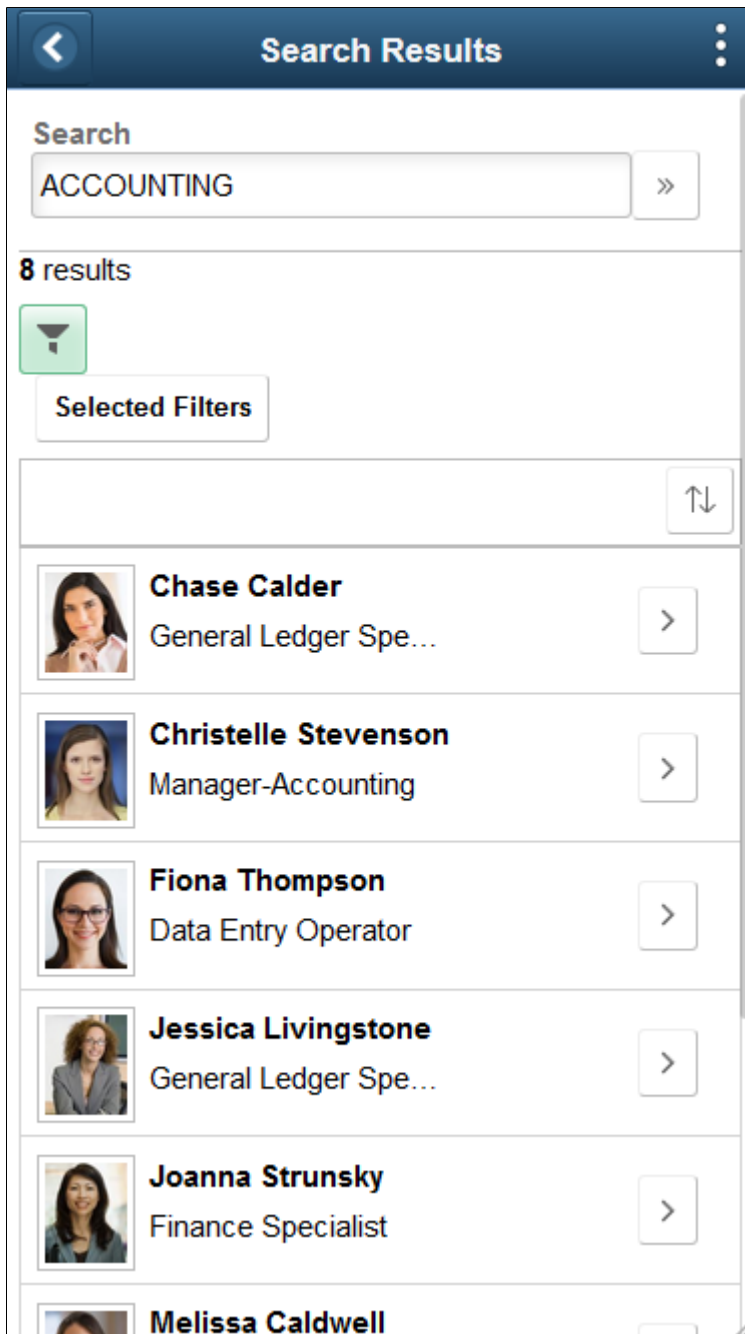 Search Results
Search
ACCOUNTING
8 results
Selected Filters
Chase Calder
General Ledger Spe...
Christelle Stevenson
Manager-Accounting
Fiona Thompson
Data Entry Operator
Jessica Livingstone
General Ledger Spe...
Joanna Strunsky
Finance Specialist
Melissa Caldwell